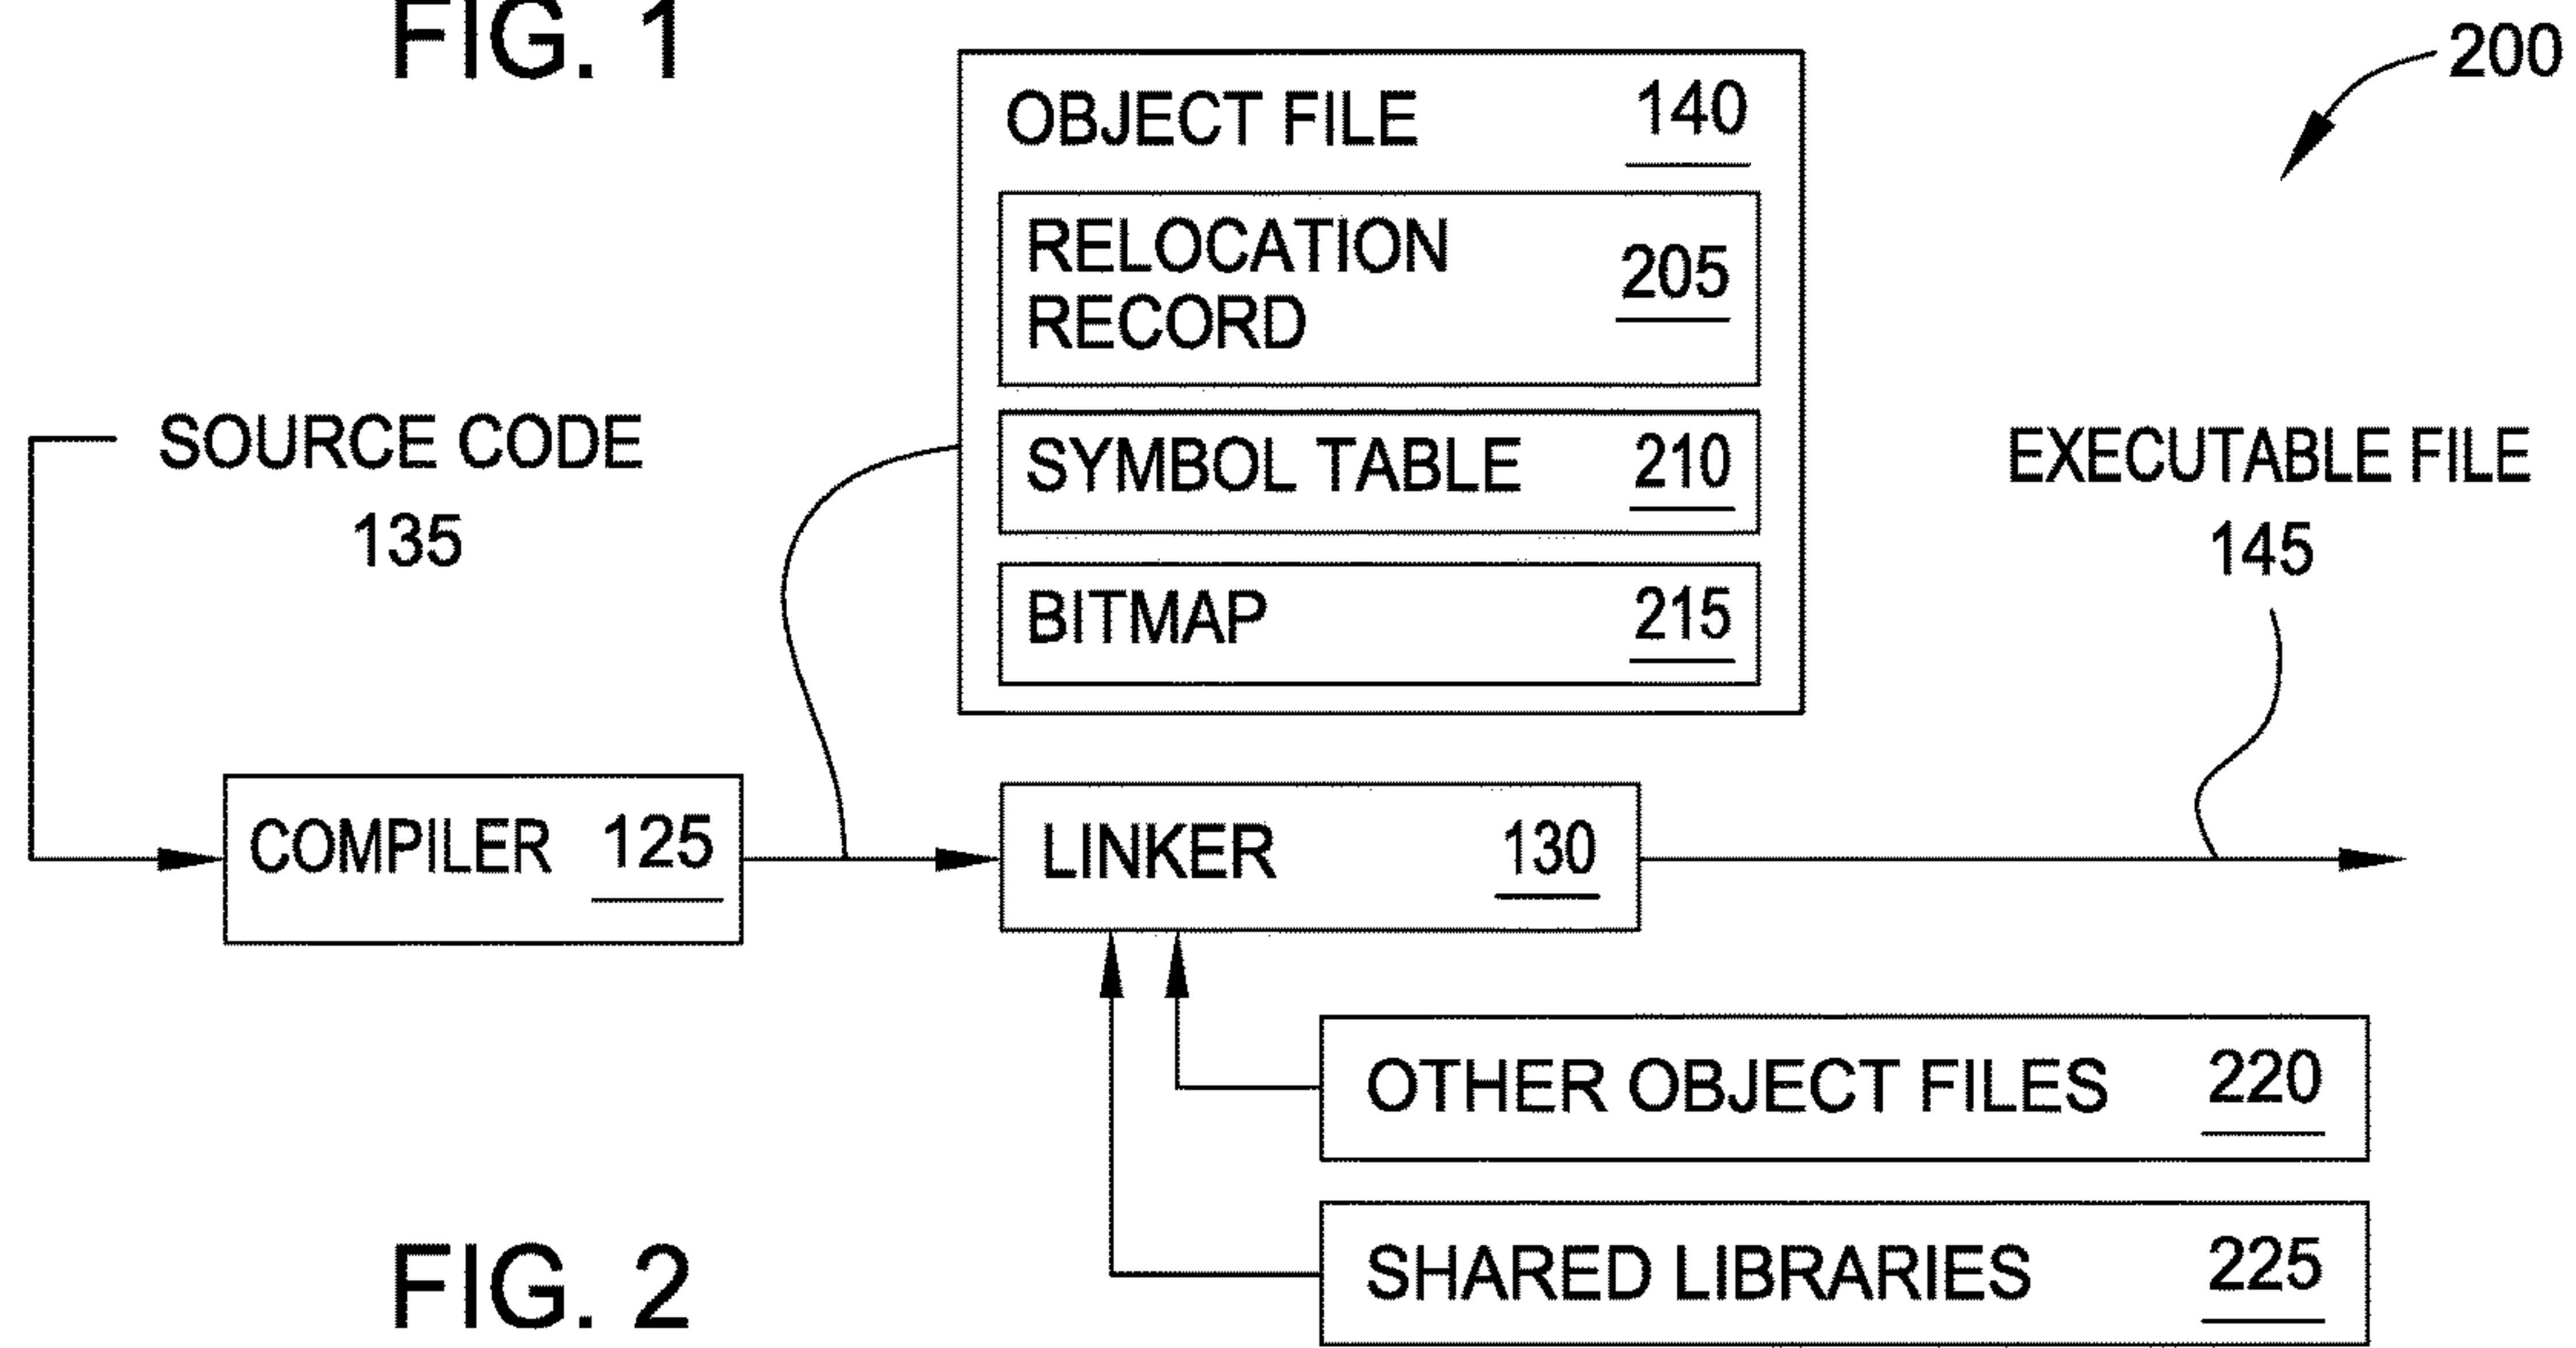 FIG. 1
200
OBJECT FILE 140
RELOCATION
RECORD 205
SYMBOL TABLE 210
BITMAP 215
SOURCE CODE
135
EXECUTABLE FILE
145
COMPILER 125
LINKER 130
OTHER OBJECT FILES 220
SHARED LIBRARIES 225
FIG. 2